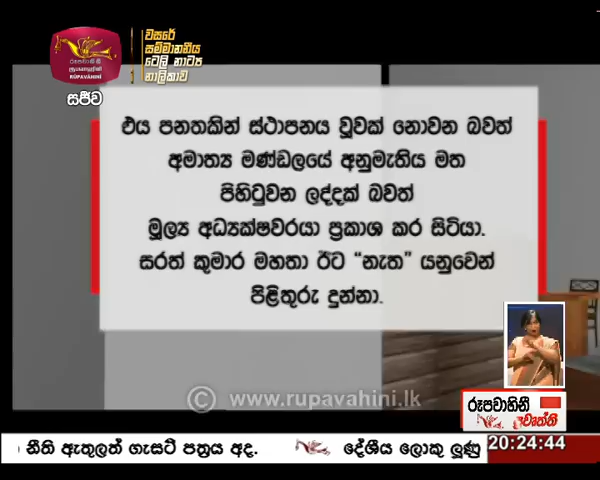 වසරේ
සම්මානනීය
ටෙලි නාට්‍ය
නාලිකාව
රූපවාහිනී
RUPAVAHINI
සජීව
එය පනතකින් ස්ථාපනය වූවක් නොවන බවත්
අමාත්‍ය මණ්ඩලයේ අනුමැතිය මත
පිහිටුවන ලද්දක් බවත්
මූල්‍ය අධ්‍යක්ෂවරයා ප්‍රකාශ කර සිටියා.
සරත් කුමාර මහතා ඊට “නැත” යනුවෙන්
පිළිතුරු දුන්නා.
© www.rupavahini.lk
රූපවාහිනී
ප්‍රවෘත්ති
නීති ඇතුලත් ගැසට් පත්‍රය අද. දේශීය ලොකු ලූණු
20:24:44